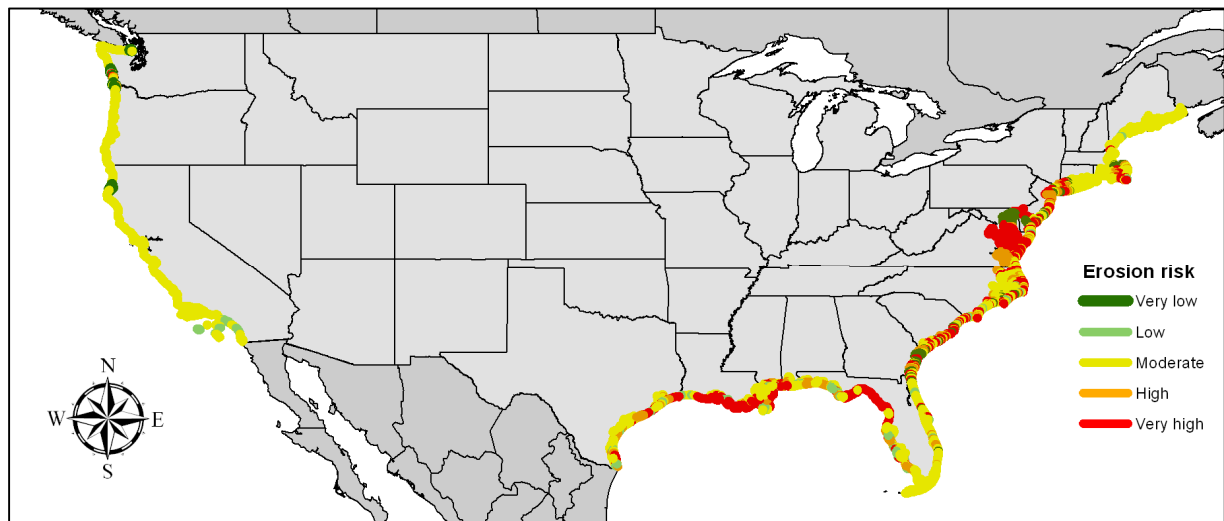 Erosion risk
Very low
Low
Moderate
High
Very high
N
W E
S